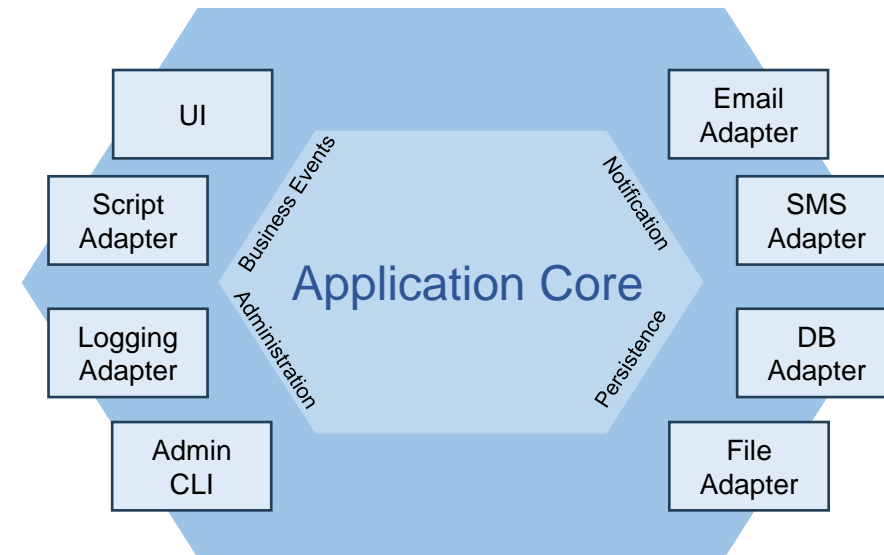 UI
Email
Adapter
Business Events
Notification
Script
Adapter
SMS
Adapter
Application Core
Administration
Persistence
Logging
Adapter
DB
Adapter
Admin
CLI
File
Adapter